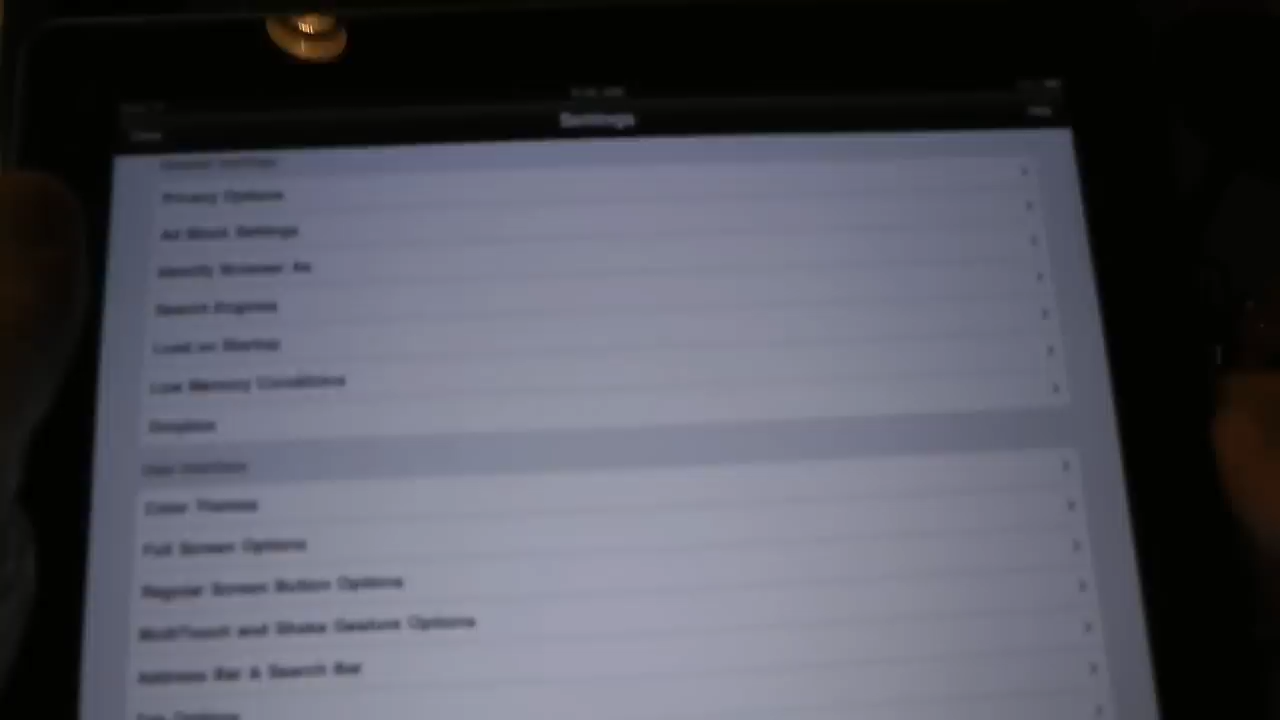 Settings
Privacy Options
Ad Block Settings
Identify Browser As
Search Engines
Load on Startup
Low Memory Conditions
Dropbox
User Interface
Color Themes
Full Screen Options
Regular Screen Button Options
MultiTouch and Shake Gesture Options
Address Bar & Search Bar
Tab Options